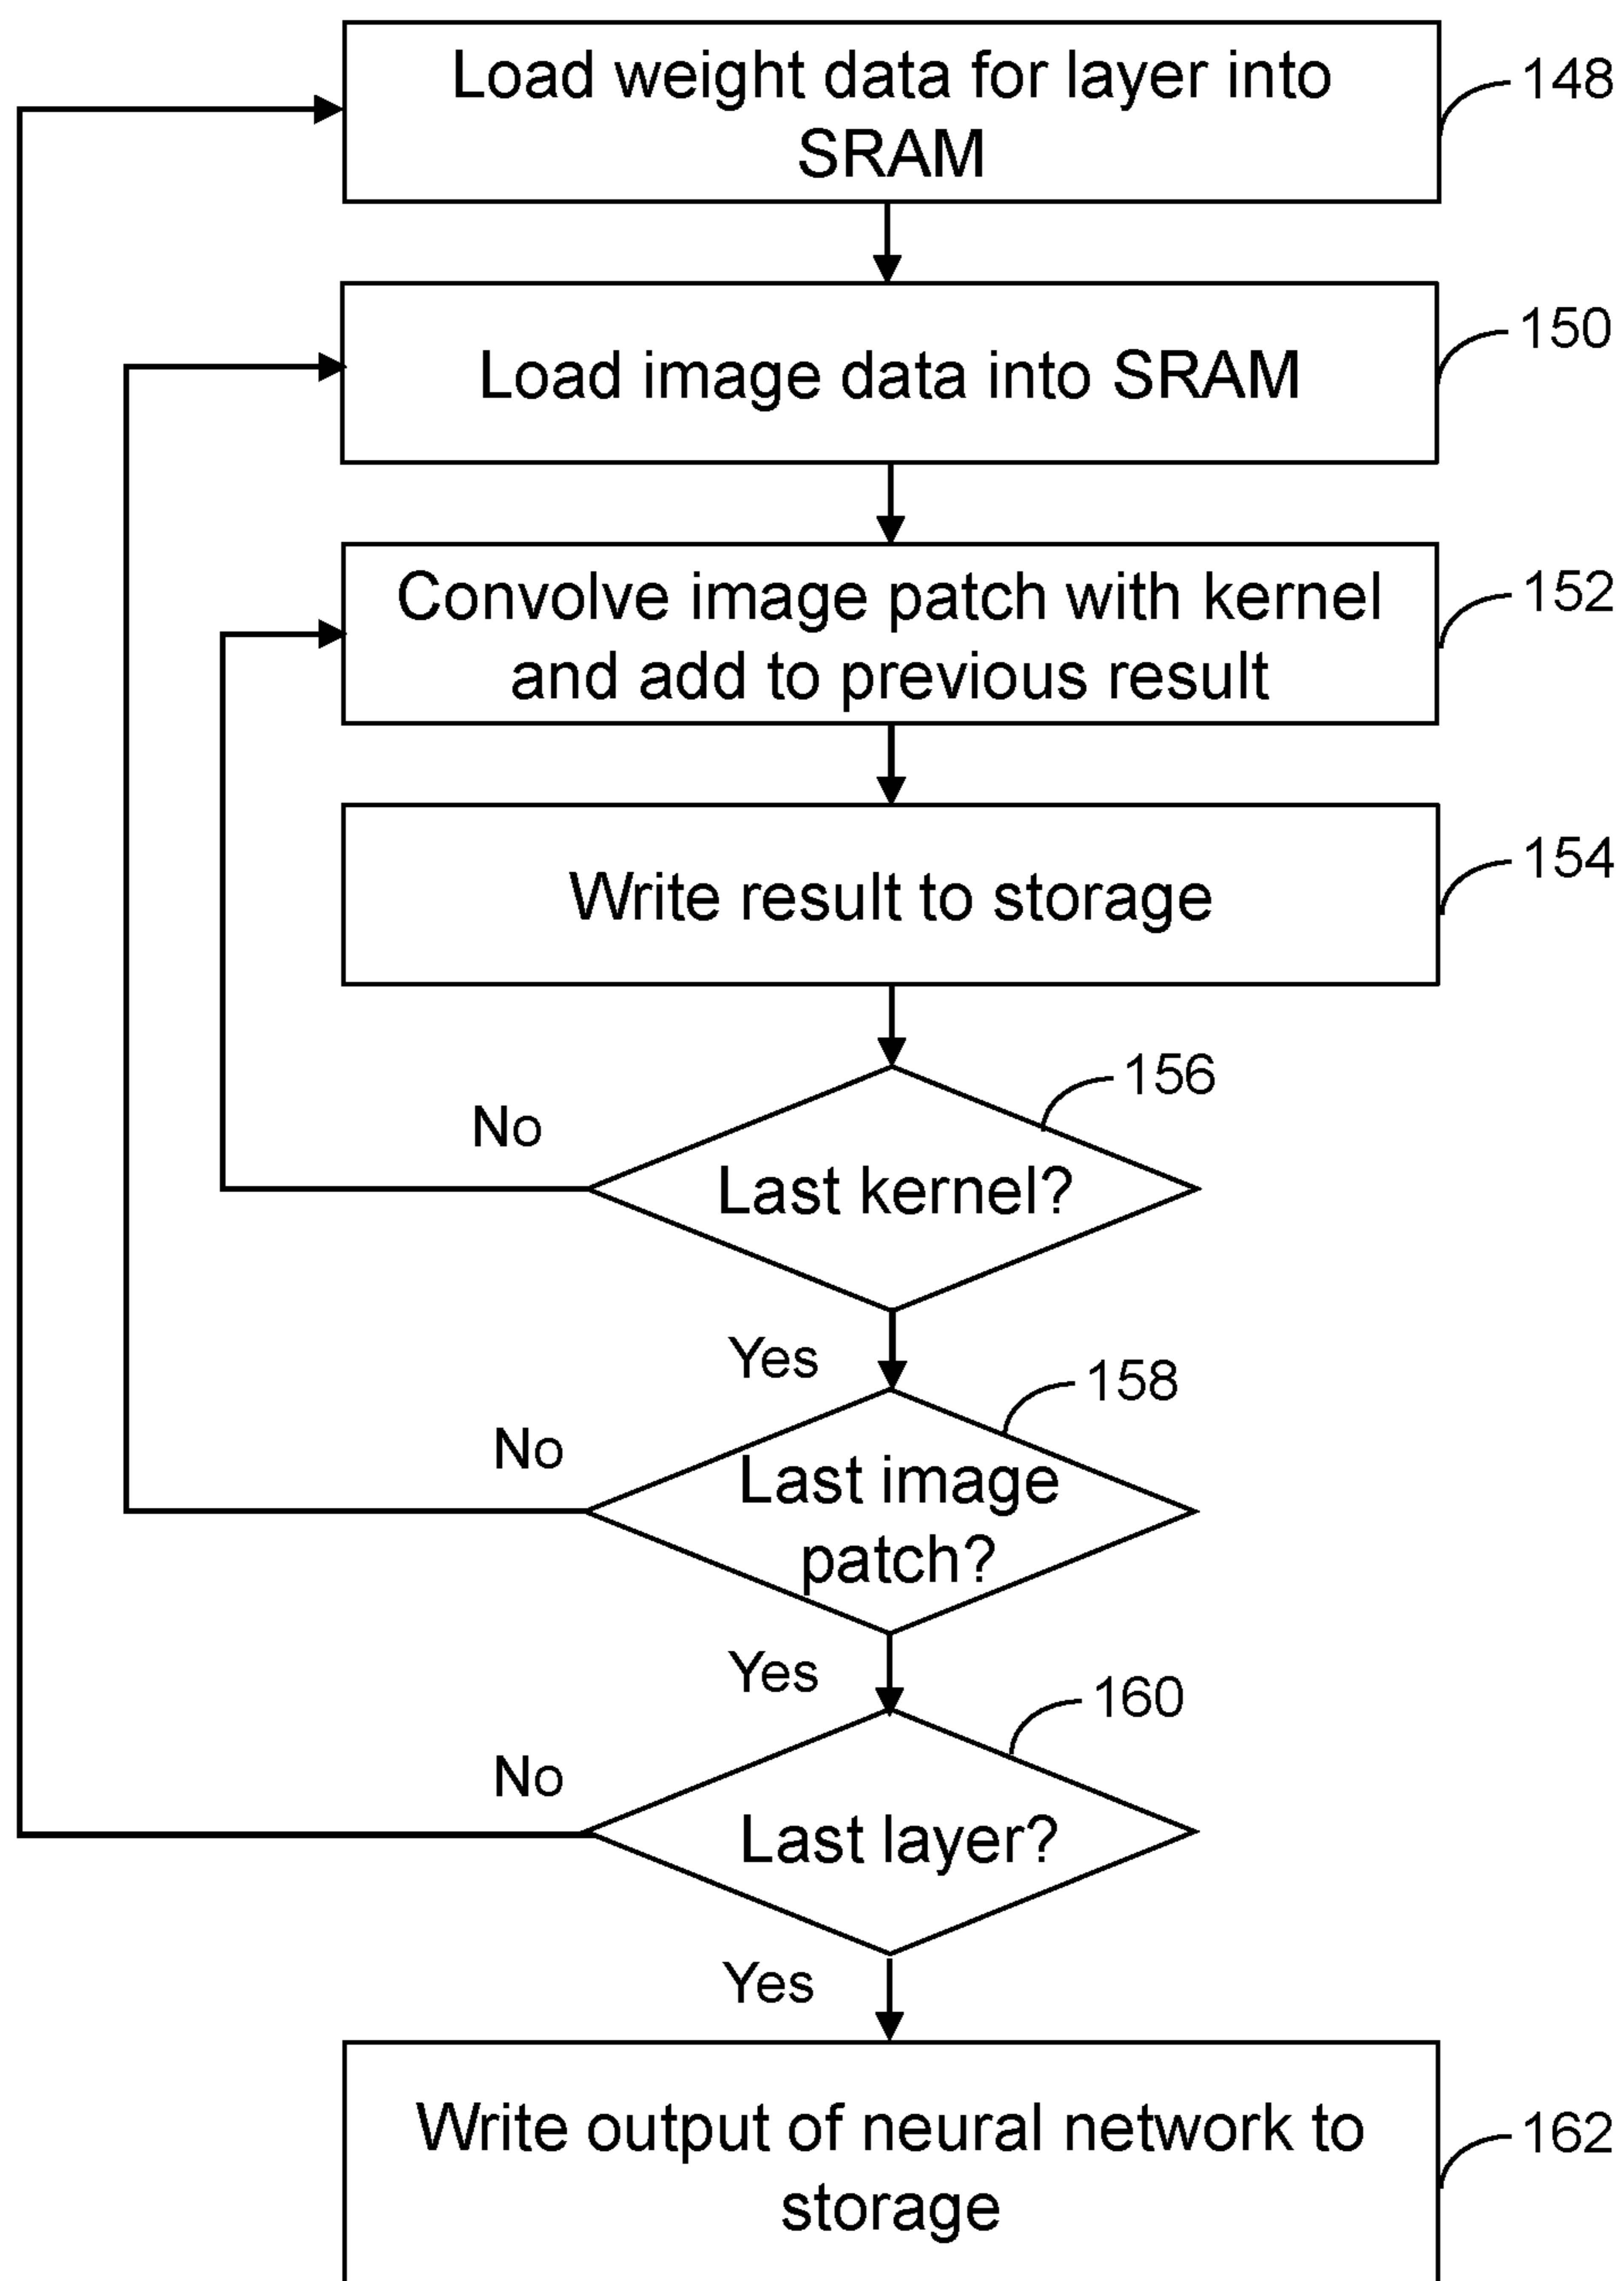 Load weight data for layer into
SRAM
148
Load image data into SRAM
150
Convolve image patch with kernel
and add to previous result
152
Write result to storage
154
156
No
Last kernel?
Yes
158
No
Last image
patch?
Yes
160
No
Last layer?
Yes
Write output of neural network to
storage
162